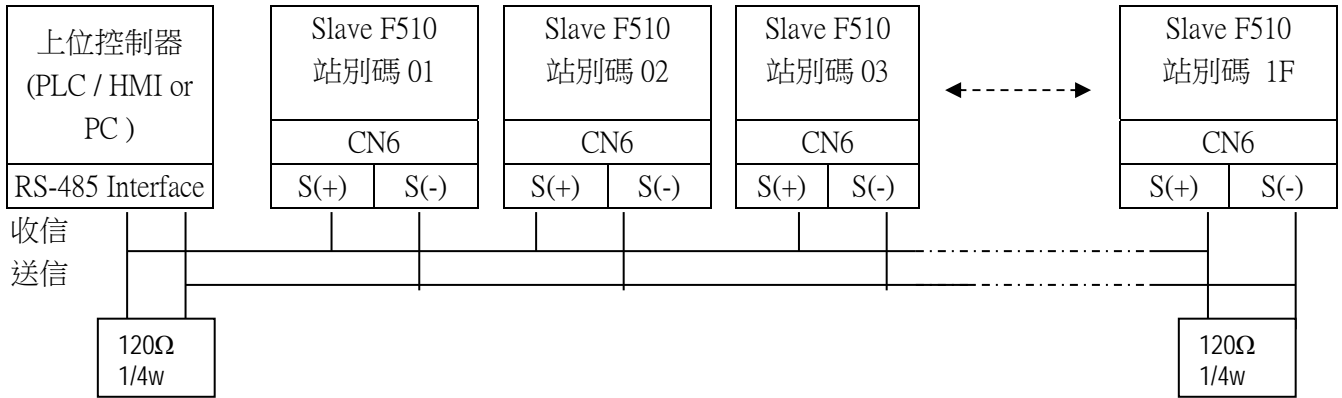 上位控制器
(PLC / HMI or
PC )
RS-485 Interface
Slave F510
站別碼 01
CN6
S(+) S(-)
Slave F510
站別碼 02
CN6
S(+) S(-)
Slave F510
站別碼 03
CN6
S(+) S(-)
Slave F510
站別碼 1F
CN6
S(+) S(-)
收信
送信
120Ω
1/4w
120Ω
1/4w